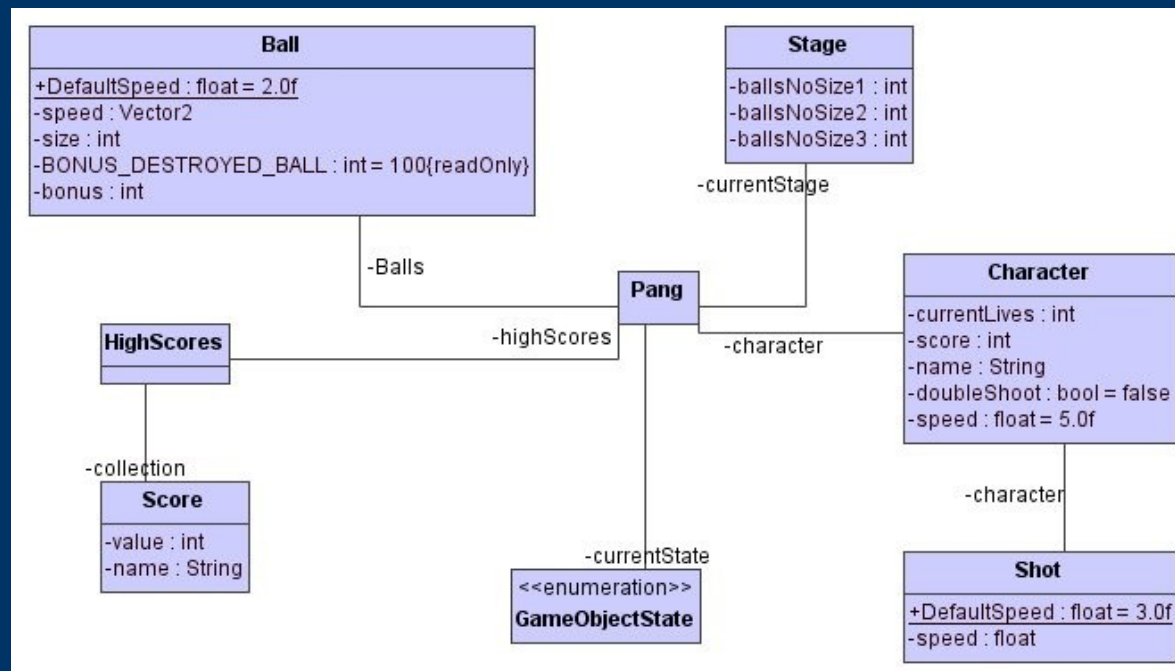 Ball
+DefaultSpeed : float = 2.0f
-speed : Vector2
-size : int
-BONUS_DESTROYED_BALL : int = 100{readOnly}
-bonus : int
Stage
-ballsNoSize1 : int
-ballsNoSize2 : int
-ballsNoSize3 : int
-currentStage
-Balls
Pang
Character
-currentLives : int
-score : int
-name : String
-doubleShoot : bool = false
-speed : float = 5.0f
HighScores
-highScores
-character
-collection
Score
-value : int
-name : String
-currentState
<<enumeration>>
GameObjectState
-character
Shot
+DefaultSpeed : float = 3.0f
-speed : float